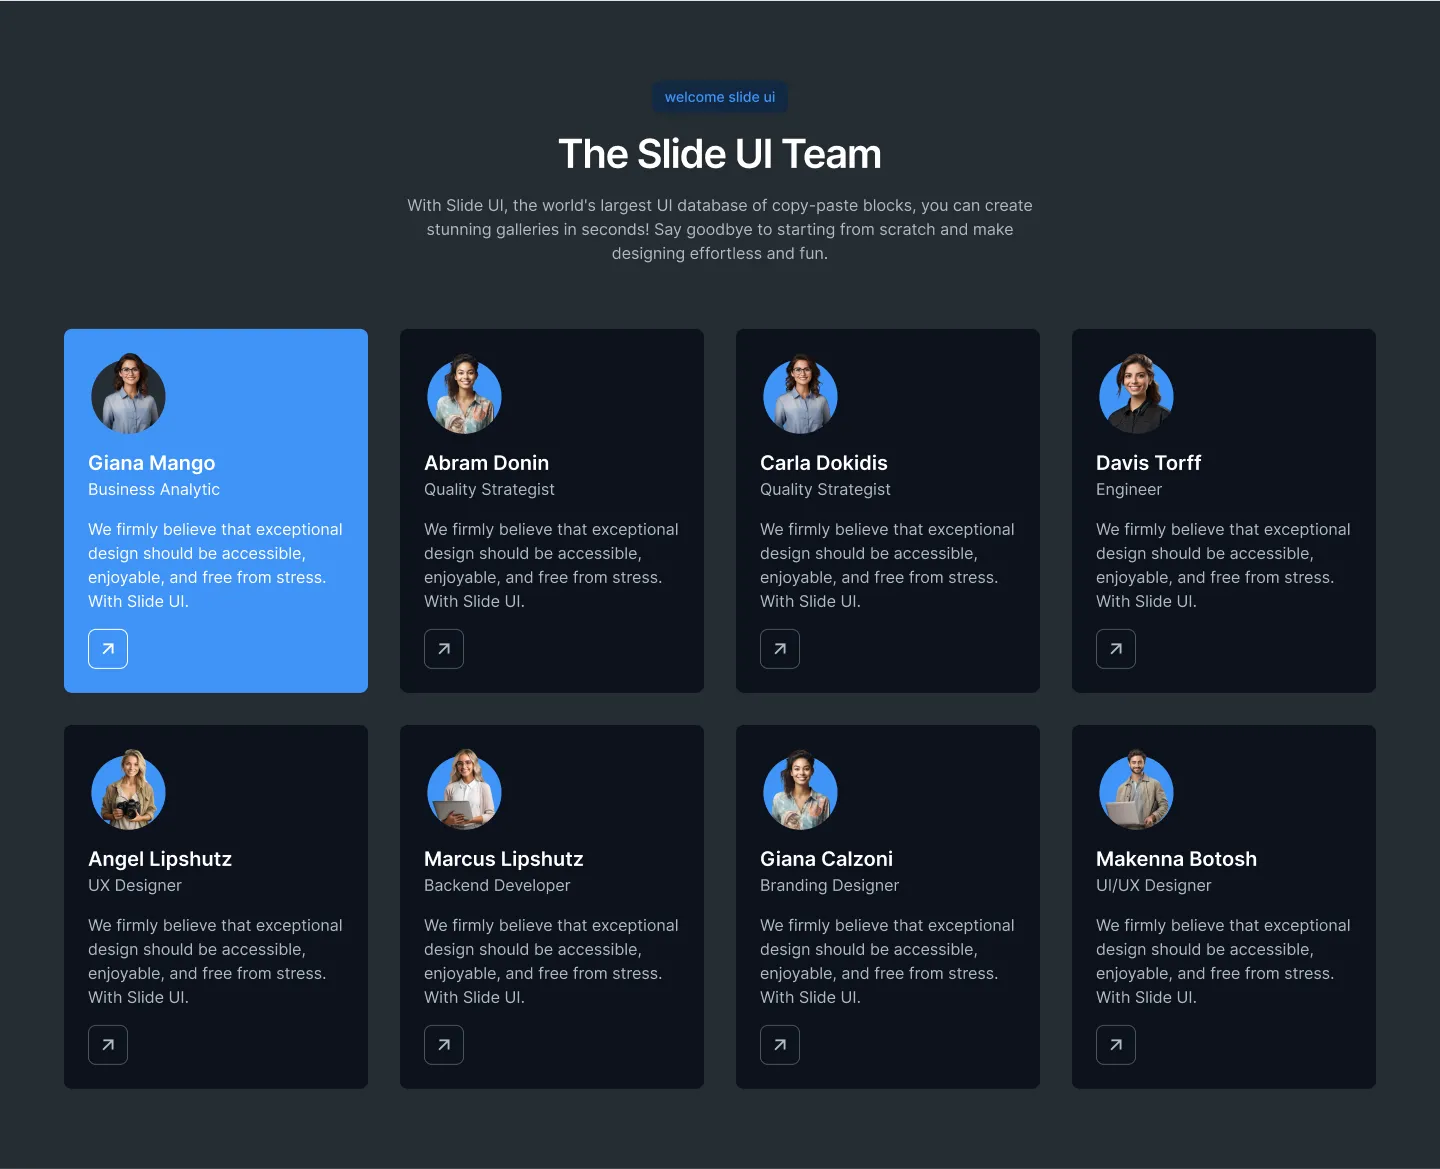 welcome slide ui
The Slide UI Team
With Slide UI, the world's largest UI database of copy-paste blocks, you can create
stunning galleries in seconds! Say goodbye to starting from scratch and make
designing effortless and fun.
Giana Mango
Business Analytic
We firmly believe that exceptional
design should be accessible,
enjoyable, and free from stress.
With Slide UI.
Abram Donin
Quality Strategist
We firmly believe that exceptional
design should be accessible,
enjoyable, and free from stress.
With Slide UI.
Carla Dokidis
Quality Strategist
We firmly believe that exceptional
design should be accessible,
enjoyable, and free from stress.
With Slide UI.
Davis Torff
Engineer
We firmly believe that exceptional
design should be accessible,
enjoyable, and free from stress.
With Slide UI.
Angel Lipshutz
UX Designer
We firmly believe that exceptional
design should be accessible,
enjoyable, and free from stress.
With Slide UI.
Marcus Lipshutz
Backend Developer
We firmly believe that exceptional
design should be accessible,
enjoyable, and free from stress.
With Slide UI.
Giana Calzoni
Branding Designer
We firmly believe that exceptional
design should be accessible,
enjoyable, and free from stress.
With Slide UI.
Makenna Botosh
UI/UX Designer
We firmly believe that exceptional
design should be accessible,
enjoyable, and free from stress.
With Slide UI.